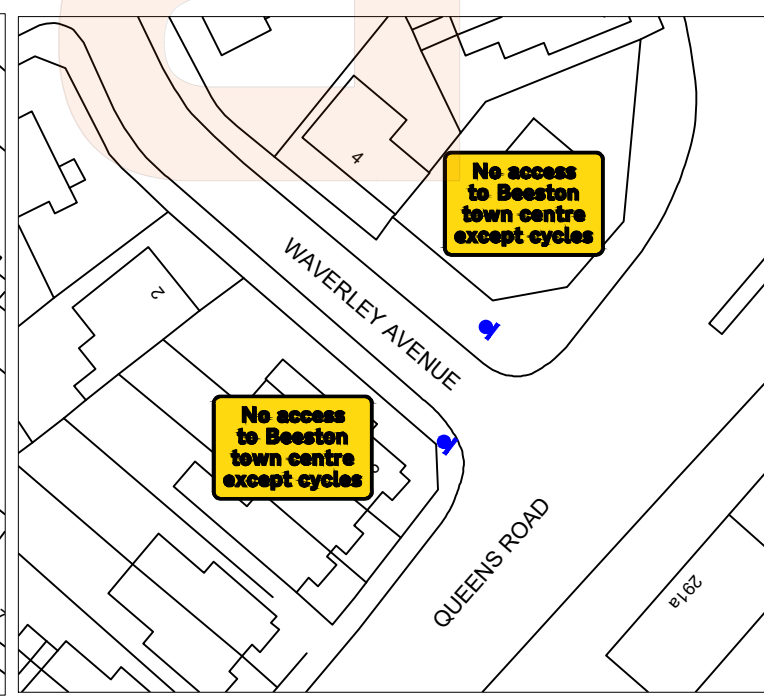 4
No access
to Beeston
town centre
except cycles
WAVERLEY AVENUE
2
No access
to Beeston
town centre
except cycles
QUEENS ROAD
291a